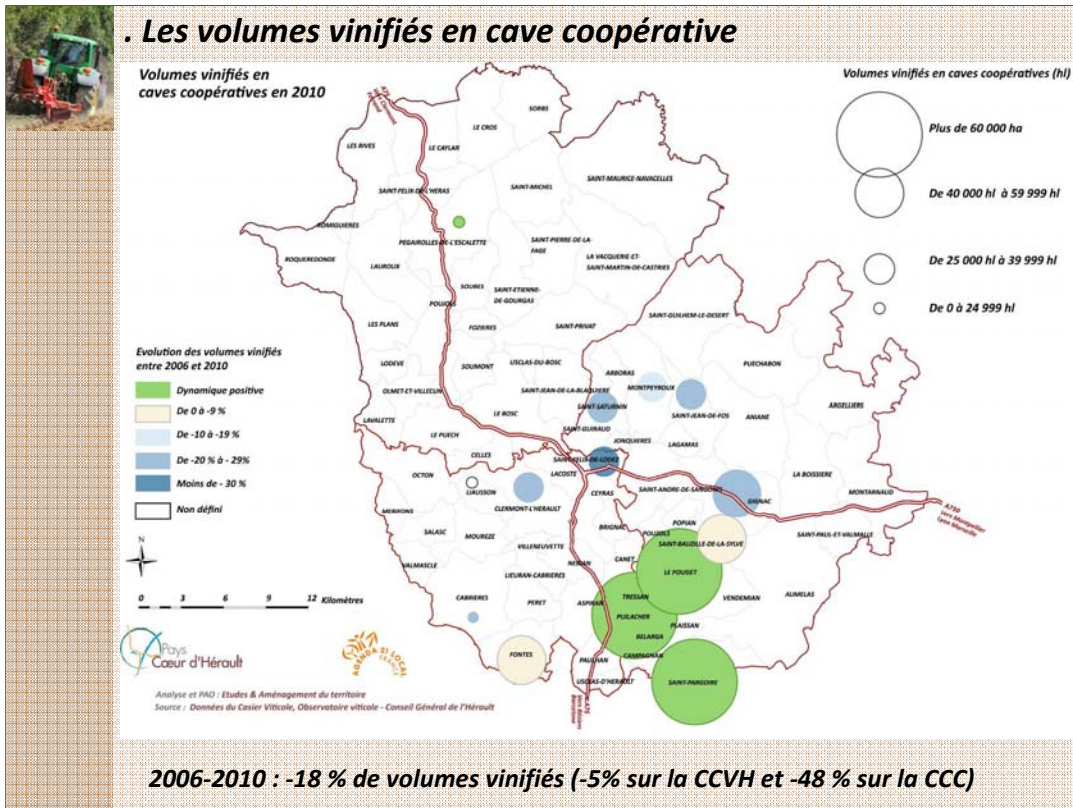 . Les volumes vinifiés en cave coopérative
Volumes vinifiés en
caves coopératives en 2010
Volumes vinifiés en caves coopératives (hl)
Plus de 60 000 ha
De 40 000 hl à 59 999 hl
De 25 000 hl à 39 999 hl
De 0 à 24 999 hl
A75
SORBS
LE CROS
LES RIVES
LE CAYLAR
SAINT-FELIX-DE-L'HERAS
SAINT-MICHEL
SAINT-MAURICE-NAVACELLES
ROMIGUIERES
ROQUEREDONDE
PEGAIROLLES-DE-L'ESCALETTE
SAINT-PIERRE-DE-LA-
FAGE
LAUROUX
LA VACQUERIE-ET-
SAINT-MARTIN-DE-CASTRIES
SOUBES
SAINT-ETIENNE-
DE-GOURGAS
POUJOLS
LES PLANS
FOZIERES
SAINT-PRIVAT
SAINT-GUILHEM-LE-DESERT
LODEVE
SOUMONT
USCLAS-DU-BOSC
PUECHABON
ARBORAS
MONTPEYROUX
OLMET-ET-VILLECUN
SAINT-JEAN-DE-LA-BLAQUIERE
SAINT-SATURNIN
SAINT-JEAN-DE-FOS
ANIANE
ARGELLIERS
LAVALETTE
LE BOSC
SAINT-GUIRAUD
LE PUECH
JONQUIERES
LAGAMAS
CELLES
SAINT-FELIX-DE-LODEZ
OCTON
LIAUSSON
LACOSTE
CLERMONT-L'HERAULT
CEYRAS
SAINT-ANDRE-DE-SANGONIS
GIGNAC
LA BOISSIERE
MONTARNAUD
MERIFONS
SALASC
MOUREZE
BRIGNAC
POUZOLS
POPIAN
SAINT-BAUZILLE-DE-LA-SYLVE
SAINT-PAUL-ET-VALMALLE
A750
Vers Montpellier
Lyon Marseille
VILLENEUVETTE
VALMASCLE
LIEURAN-CABRIERES
NEBIAN
CANET
LE POUGET
CABRIERES
PERET
ASPIRAN
TRESSAN
PUILACHER
VENDEMIAN
AUMELAS
PLAISSAN
BELARGA
CAMPAGNAN
FONTES
PAULHAN
USCLAS-D'HERAULT
SAINT-PARGOIRE
A75
Vers Béziers
Barcelone
Evolution des volumes vinifiés
entre 2006 et 2010
Dynamique positive
De 0 à -9 %
De -10 à -19 %
De -20 % à - 29%
Moins de - 30 %
Non défini
N
0 3 6 9 12 Kilomètres
Pays
Cœur d'Hérault
AGENDA 21 LOCAL
FRANCE
Analyse et PAO : Etudes & Aménagement du territoire
Source : Données du Casier Viticole, Observatoire viticole - Conseil Général de l'Hérault
2006-2010 : -18 % de volumes vinifiés (-5% sur la CCVH et -48 % sur la CCC)